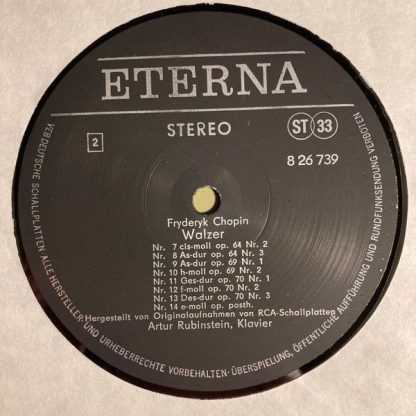 ETERNA
2
STEREO
ST 33
8 26 739
Fryderyk Chopin
Walzer
Nr. 7 cis-moll op. 64 Nr. 2
Nr. 8 As-dur op. 64 Nr. 3
Nr. 9 As-dur op. 69 Nr. 1
Nr. 10 h-moll op. 69 Nr. 2
Nr. 11 Ges-dur op. 70 Nr. 1
Nr. 12 f-moll op. 70 Nr. 2
Nr. 13 Des-dur op. 70 Nr. 3
Nr. 14 e-moll op. posth.
Hergestellt von Originalaufnahmen von RCA-Schallplatten
Artur Rubinstein, Klavier
VEB DEUTSCHE SCHALLPLATTEN ALLE HERSTELLER- UND URHEBERRECHTE VORBEHALTEN-ÜBERSPIELUNG, ÖFFENTLICHE AUFFÜHRUNG UND RUNDFUNKSENDUNG VERBOTEN